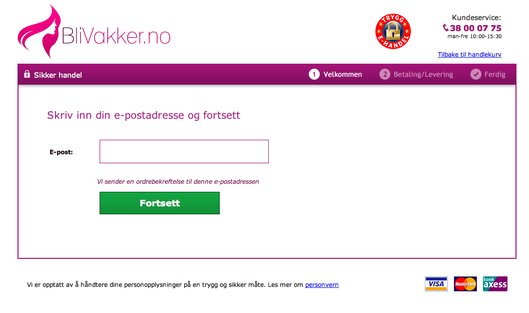 BliVakker.no
TRYGG
E-HANDEL
Kundeservice:
38 00 07 75
man-fre 10:00-15:30
Tilbake til handlekurv
Sikker handel
1 Velkommen
2 Betaling/Levering
Ferdig
Skriv inn din e-postadresse og fortsett
E-post:
Vi sender en ordrebekreftelse til denne e-postadressen
Fortsett
Vi er opptatt av å håndtere dine personopplysninger på en trygg og sikker måte. Les mer om personvern
VISA
MasterCard
bank
axess